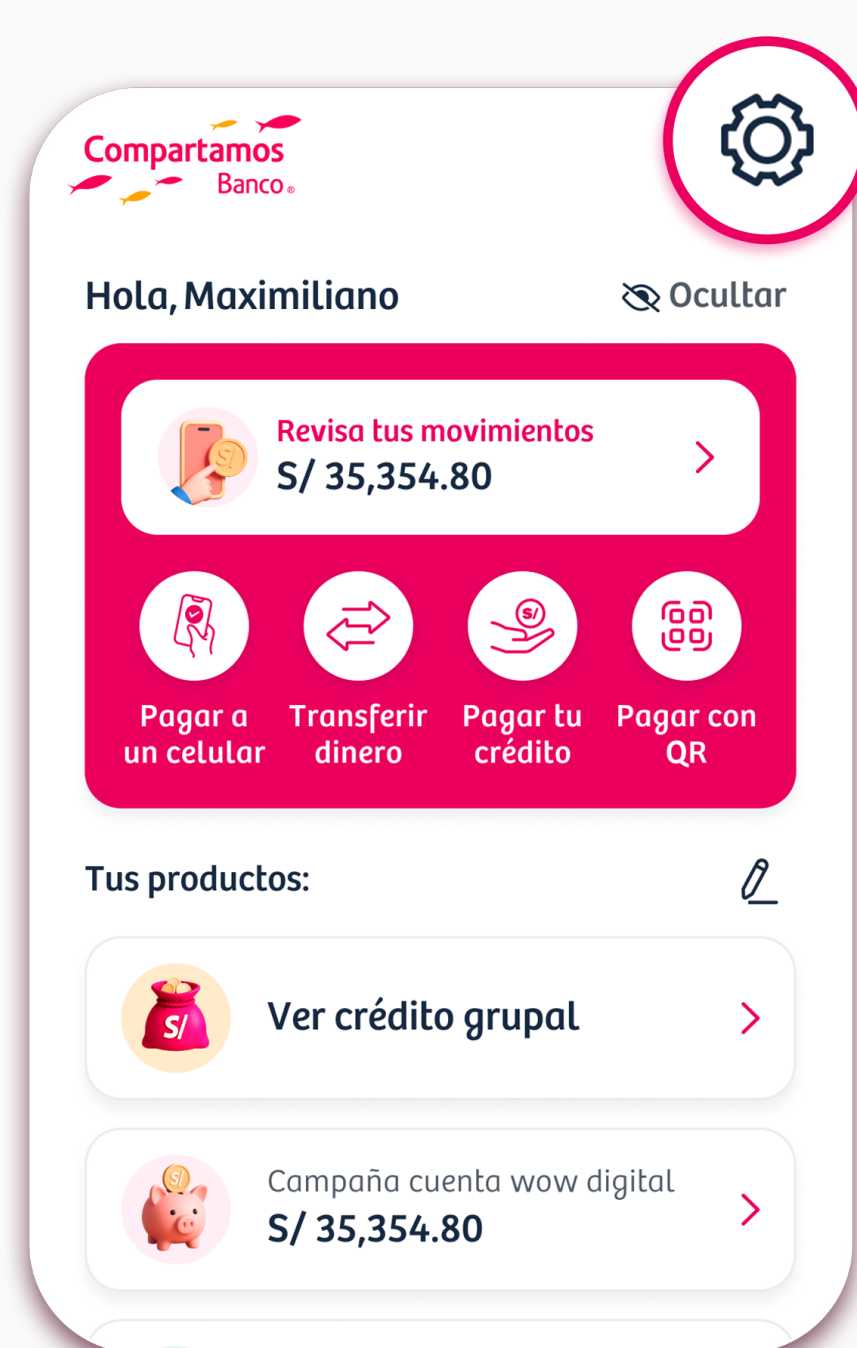 Compartamos
Banco®
Hola, Maximiliano
Ocultar
Revisa tus movimientos
S/ 35,354.80
S/
Pagar a
un celular
Transferir
dinero
Pagar tu
crédito
Pagar con
QR
Tus productos:
S/
Ver crédito grupal
S/
Campaña cuenta wow digital
S/ 35,354.80